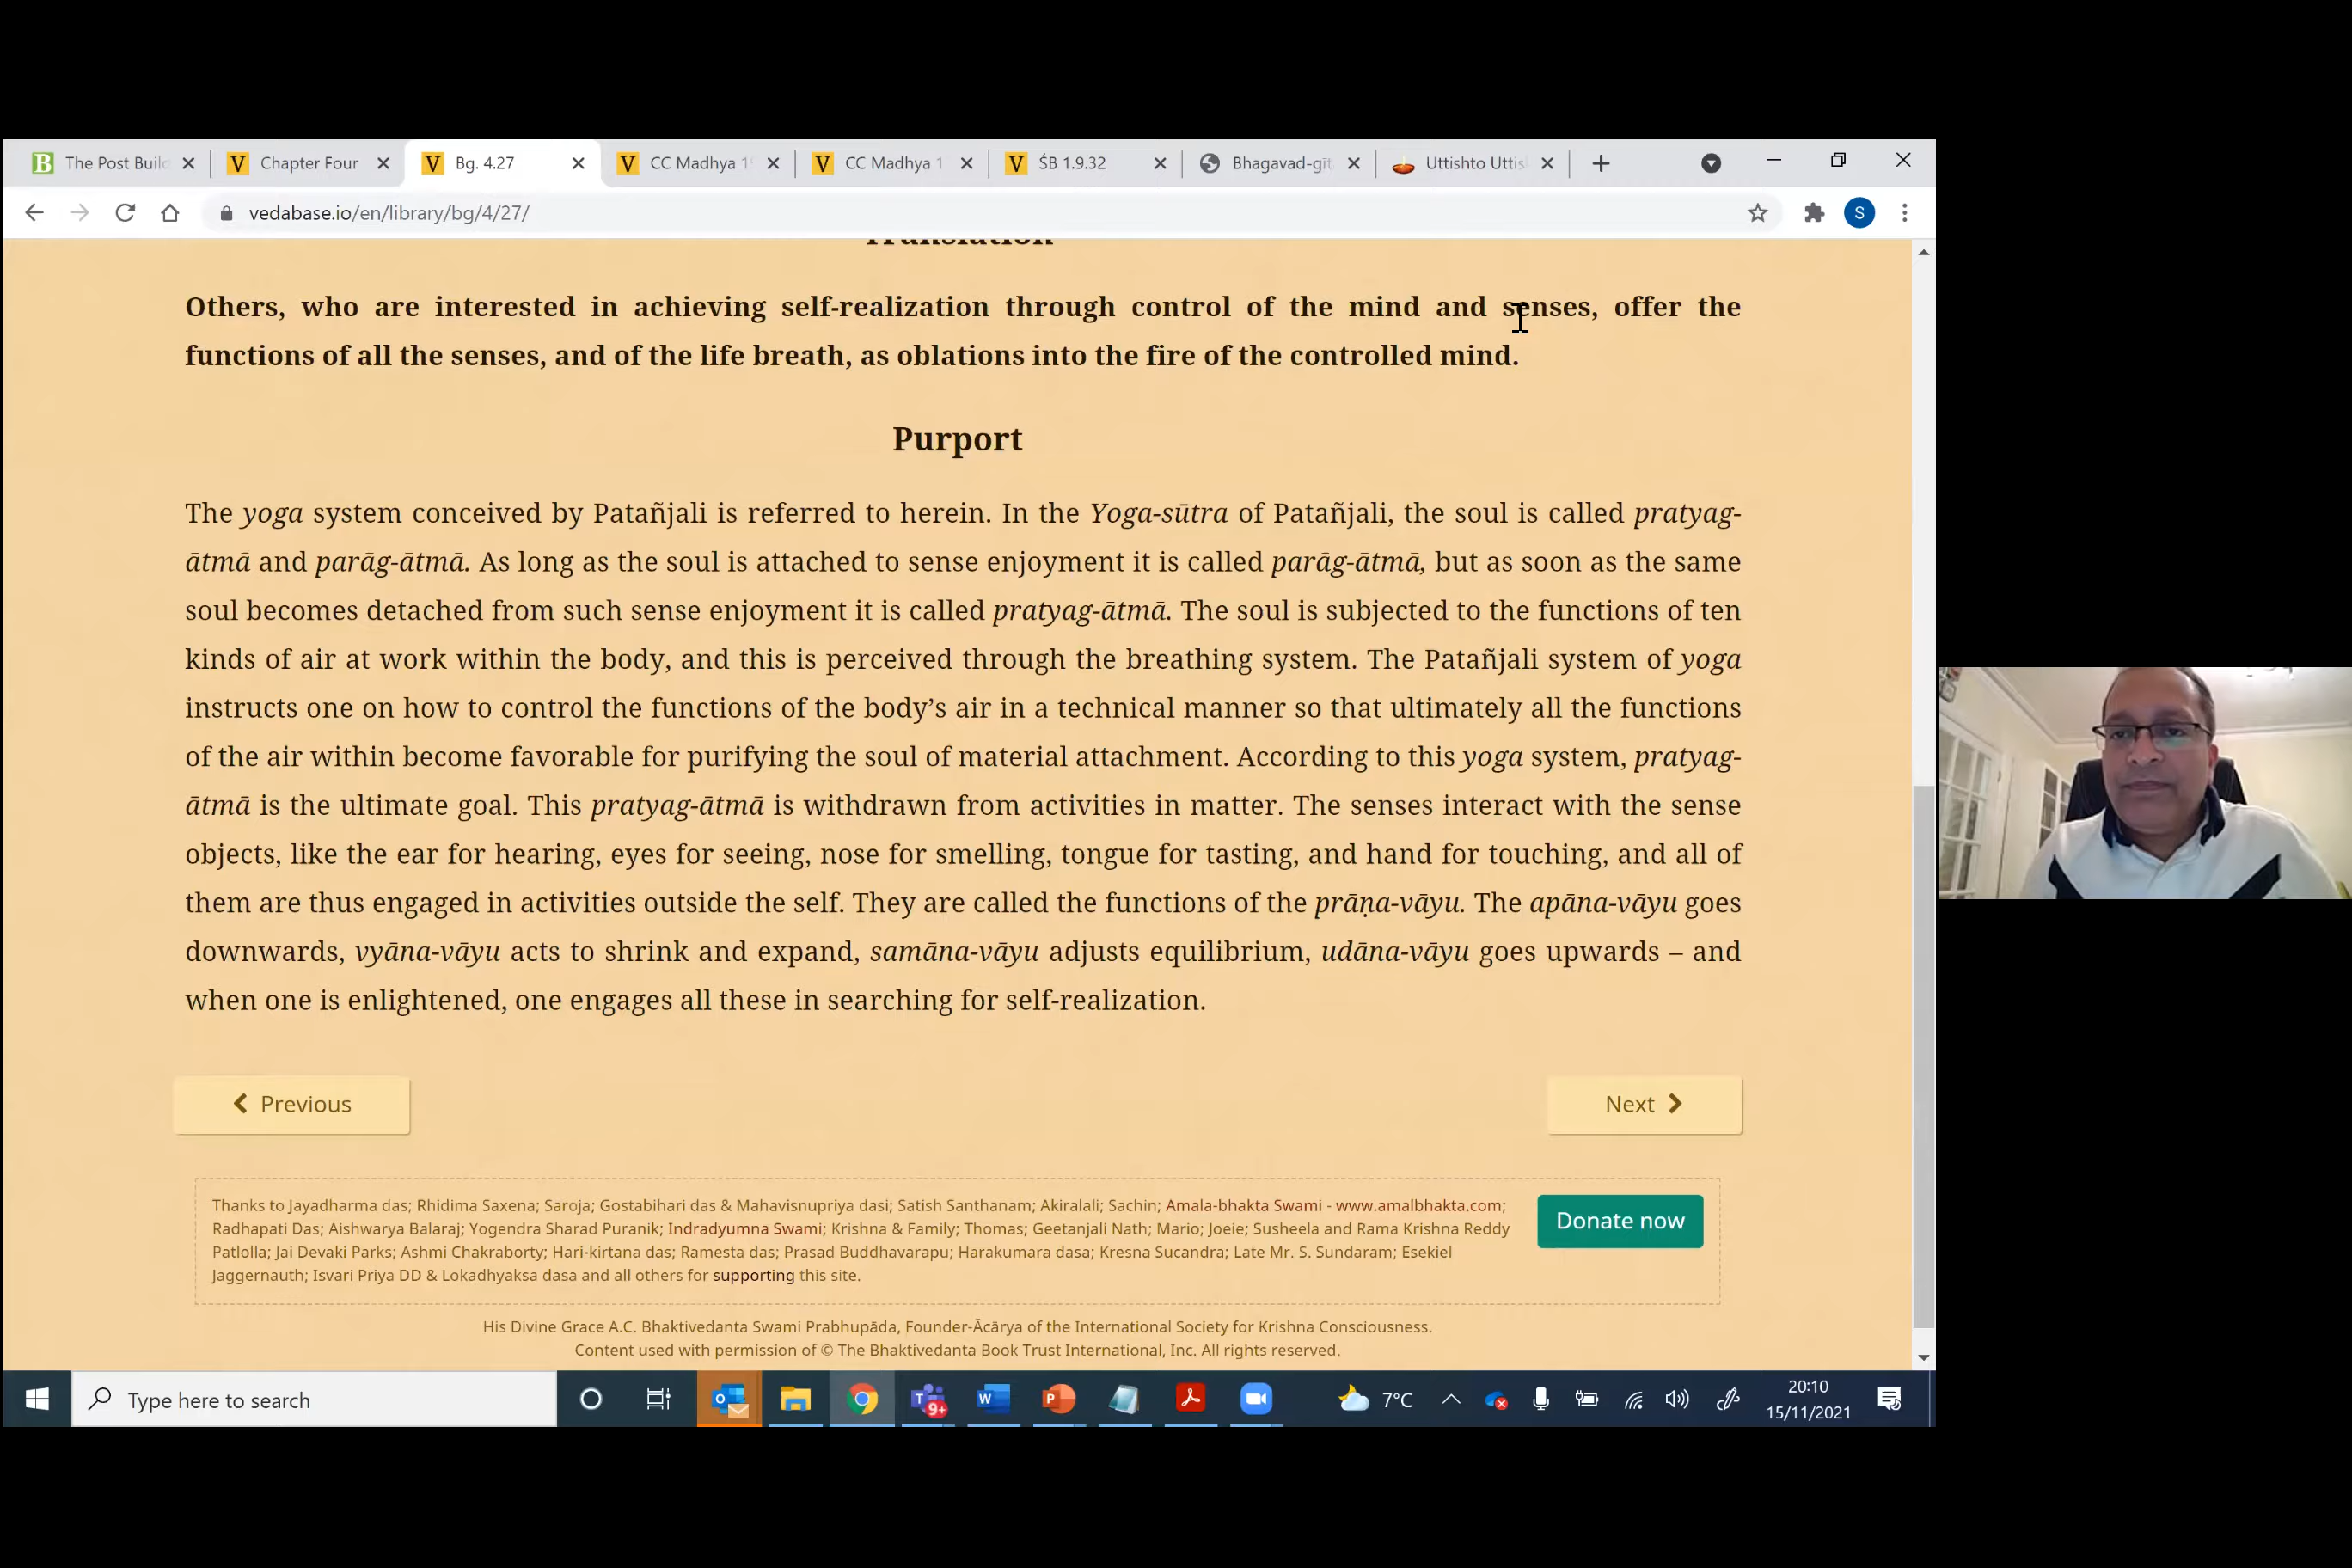 The Post Build
Chapter Four
Bg. 4.27
CC Madhya 1
CC Madhya 1
ŚB 1.9.32
Bhagavad-gīt
Uttishto Uttis
vedabase.io/en/library/bg/4/27/
S
Translation
Others, who are interested in achieving self-realization through control of the mind and senses, offer the
functions of all the senses, and of the life breath, as oblations into the fire of the controlled mind.
Purport
The yoga system conceived by Patañjali is referred to herein. In the Yoga-sūtra of Patañjali, the soul is called pratyag-
ātmā and parāg-ātmā. As long as the soul is attached to sense enjoyment it is called parāg-ātmā, but as soon as the same
soul becomes detached from such sense enjoyment it is called pratyag-ātmā. The soul is subjected to the functions of ten
kinds of air at work within the body, and this is perceived through the breathing system. The Patañjali system of yoga
instructs one on how to control the functions of the body’s air in a technical manner so that ultimately all the functions
of the air within become favorable for purifying the soul of material attachment. According to this yoga system, pratyag-
ātmā is the ultimate goal. This pratyag-ātmā is withdrawn from activities in matter. The senses interact with the sense
objects, like the ear for hearing, eyes for seeing, nose for smelling, tongue for tasting, and hand for touching, and all of
them are thus engaged in activities outside the self. They are called the functions of the prāṇa-vāyu. The apāna-vāyu goes
downwards, vyāna-vāyu acts to shrink and expand, samāna-vāyu adjusts equilibrium, udāna-vāyu goes upwards – and
when one is enlightened, one engages all these in searching for self-realization.
Previous
Next
Thanks to Jayadharma das; Rhidima Saxena; Saroja; Gostabihari das & Mahavisnupriya dasi; Satish Santhanam; Akiralali; Sachin; Amala-bhakta Swami - www.amalbhakta.com;
Radhapati Das; Aishwarya Balaraj; Yogendra Sharad Puranik; Indradyumna Swami; Krishna & Family; Thomas; Geetanjali Nath; Mario; Joeie; Susheela and Rama Krishna Reddy
Patlolla; Jai Devaki Parks; Ashmi Chakraborty; Hari-kirtana das; Ramesta das; Prasad Buddhavarapu; Harakumara dasa; Kresna Sucandra; Late Mr. S. Sundaram; Esekiel
Jaggernauth; Isvari Priya DD & Lokadhyaksa dasa and all others for supporting this site.
Donate now
His Divine Grace A.C. Bhaktivedanta Swami Prabhupāda, Founder-Ācārya of the International Society for Krishna Consciousness.
Content used with permission of © The Bhaktivedanta Book Trust International, Inc. All rights reserved.
Type here to search
9+
7°C
20:10
15/11/2021